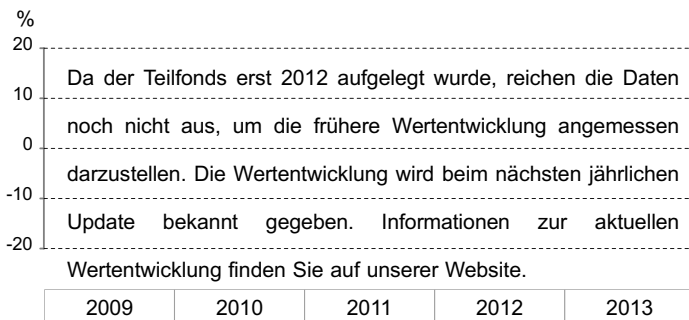 %
20
Da der Teilfonds erst 2012 aufgelegt wurde, reichen die Daten
10
noch nicht aus, um die frühere Wertentwicklung angemessen
0
darzustellen. Die Wertentwicklung wird beim nächsten jährlichen
-10
Update bekannt gegeben. Informationen zur aktuellen
-20
Wertentwicklung finden Sie auf unserer Website.
2009 2010 2011 2012 2013